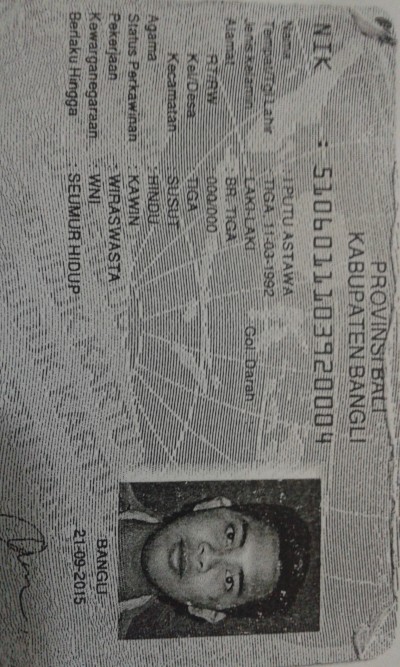 PROVINSI BALI
KABUPATEN BANGLI
NIK : 5106011103920004
Nama : I PUTU ASTAWA
Tempat/Tgl Lahir : TIGA, 11-03-1992
Jenis kelamin : LAKI-LAKI Gol. Darah
Alamat : BR. TIGA
RT/RW : 000/000
Kel/Desa : TIGA
Kecamatan : SUSUT
Agama : HINDU
Status Perkawinan : KAWIN
Pekerjaan : WIRASWASTA
Kewarganegaraan : WNI
Berlaku Hingga : SEUMUR HIDUP
BANGLI
21-09-2015